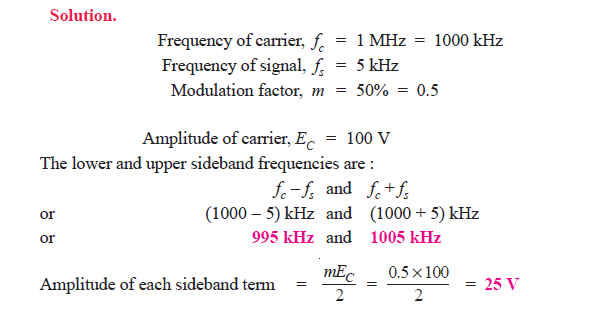 Solution.
Frequency of carrier, f_c = 1 MHz = 1000 kHz
Frequency of signal, f_s = 5 kHz
Modulation factor, m = 50% = 0.5
Amplitude of carrier, E_C = 100 V
The lower and upper sideband frequencies are :
f_c – f_s and f_c + f_s
or (1000 – 5) kHz and (1000 + 5) kHz
or 995 kHz and 1005 kHz
Amplitude of each sideband term = mE_C/2 = 0.5 × 100/2 = 25 V